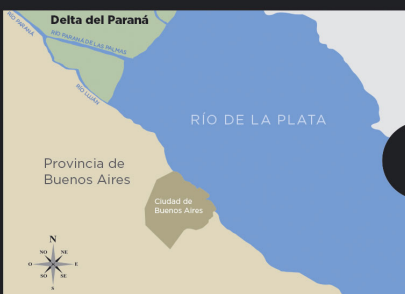 Delta del Paraná
RÍO PARANÁ
RÍO PARANÁ DE LAS PALMAS
RÍO LUJÁN
RÍO DE LA PLATA
Provincia de
Buenos Aires
Ciudad de
Buenos Aires
N
NO NE
O E
SO SE
S